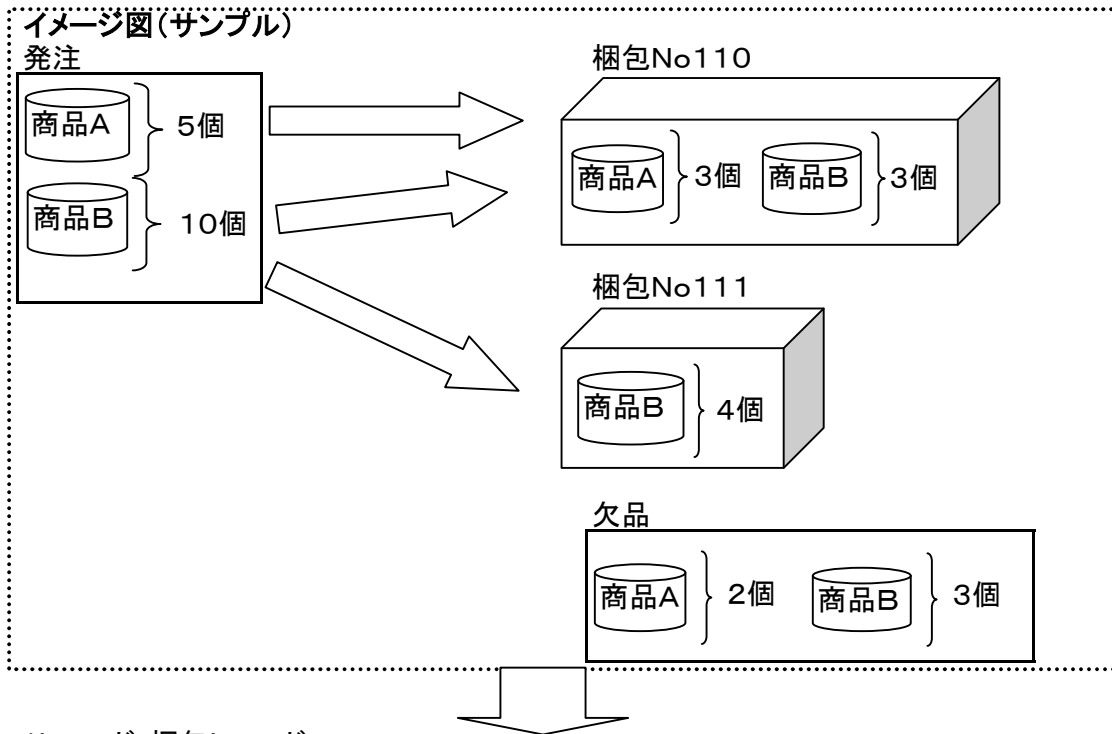 イメージ図(サンプル)
発注
商品A
5個
商品B
10個
梱包No110
商品A
3個
商品B
3個
梱包No111
商品B
4個
欠品
商品A
2個
商品B
3個